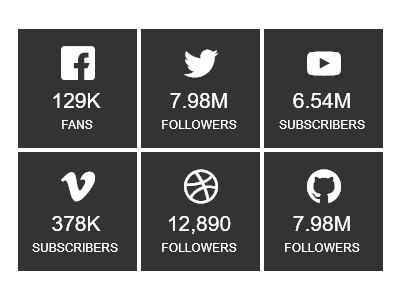 129K
FANS
7.98M
FOLLOWERS
6.54M
SUBSCRIBERS
378K
SUBSCRIBERS
12,890
FOLLOWERS
7.98M
FOLLOWERS